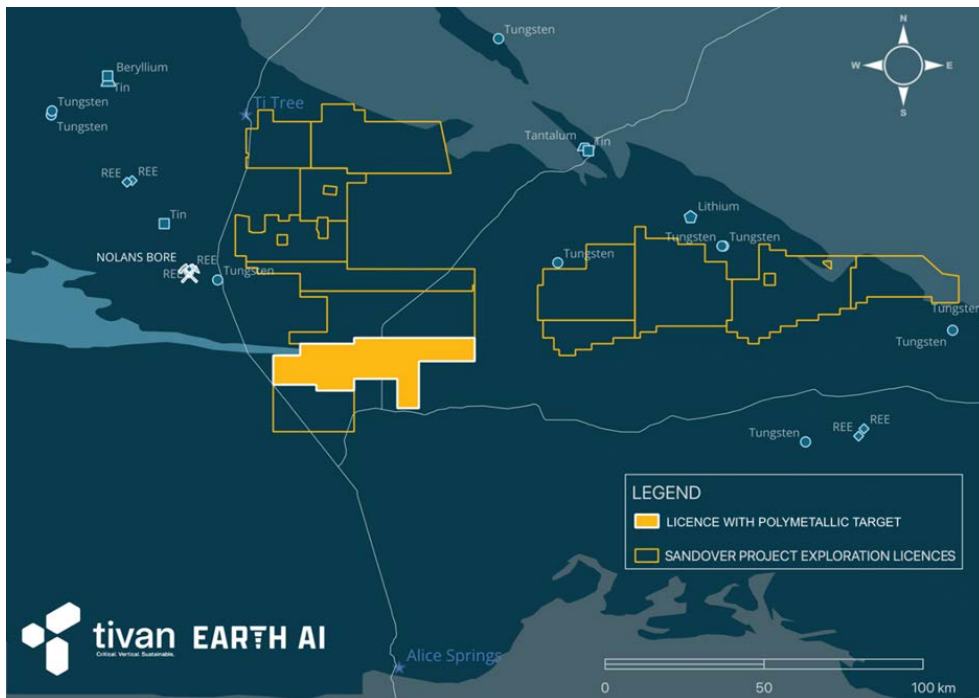 Tungsten
N
W
E
S
Beryllium
Tin
Tungsten
Tungsten
Ti Tree
Tantalum
Tin
REE
REE
Lithium
Tin
Tungsten
Tungsten
NOLANS BORE
REE
REE
Tungsten
Tungsten
Tungsten
Tungsten
REE
REE
Tungsten
LEGEND
LICENCE WITH POLYMETALLIC TARGET
SANDOVER PROJECT EXPLORATION LICENCES
tivan
Critical. Vertical. Sustainable.
EARTH AI
Alice Springs
0
50
100 km